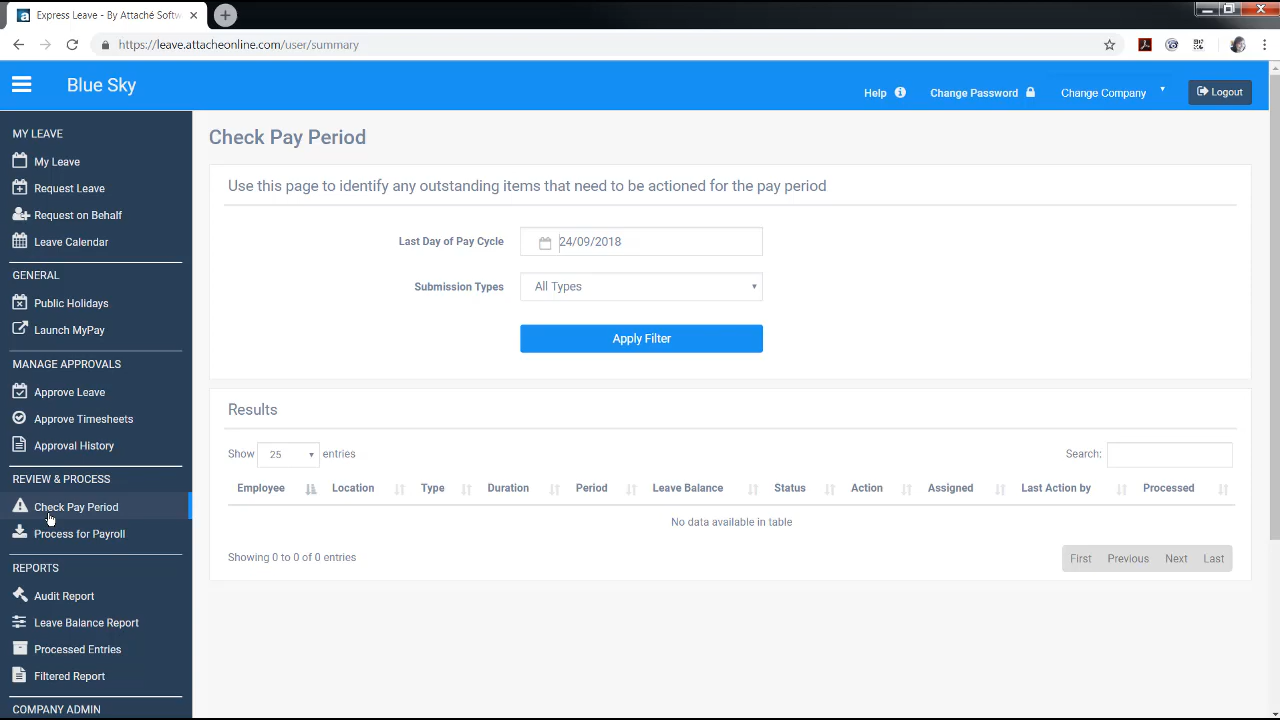 Express Leave - By Attaché Softw
https://leave.attacheonline.com/user/summary
Blue Sky
Help
Change Password
Change Company
Logout
MY LEAVE
My Leave
Request Leave
Request on Behalf
Leave Calendar
GENERAL
Public Holidays
Launch MyPay
MANAGE APPROVALS
Approve Leave
Approve Timesheets
Approval History
REVIEW & PROCESS
Check Pay Period
Process for Payroll
REPORTS
Audit Report
Leave Balance Report
Processed Entries
Filtered Report
COMPANY ADMIN
Check Pay Period
Use this page to identify any outstanding items that need to be actioned for the pay period
Last Day of Pay Cycle 24/09/2018
Submission Types All Types
Apply Filter
Results
Show 25 entries Search:
Employee Location Type Duration Period Leave Balance Status Action Assigned Last Action by Processed
No data available in table
Showing 0 to 0 of 0 entries First Previous Next Last